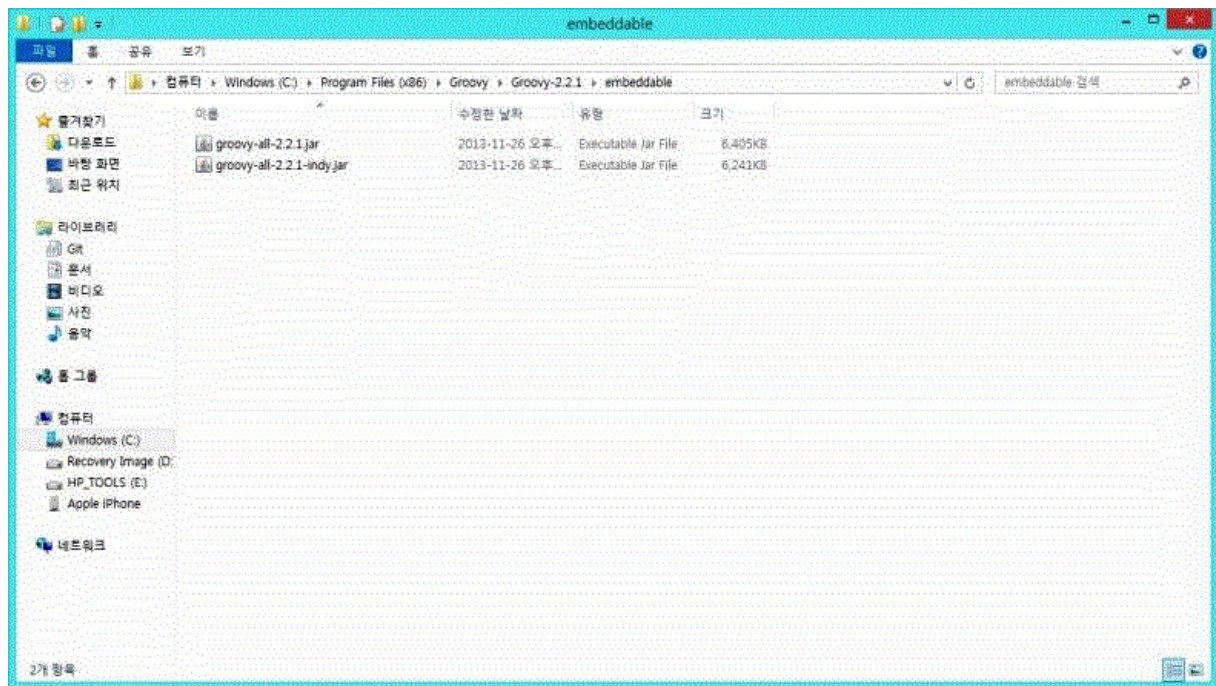 embeddable
파일 홈 공유 보기
컴퓨터 Windows (C:) Program Files (x86) Groovy Groovy-2.2.1 embeddable
embeddable 검색
이름 수정한 날짜 유형 크기
groovy-all-2.2.1.jar 2013-11-26 오후... Executable Jar File 6,405KB
groovy-all-2.2.1-indy.jar 2013-11-26 오후... Executable Jar File 6,241KB
즐겨찾기
다운로드
바탕 화면
최근 위치
라이브러리
Git
문서
비디오
사진
음악
홈 그룹
컴퓨터
Windows (C:)
Recovery Image (D:
HP_TOOLS (E:)
Apple iPhone
네트워크
2개 항목